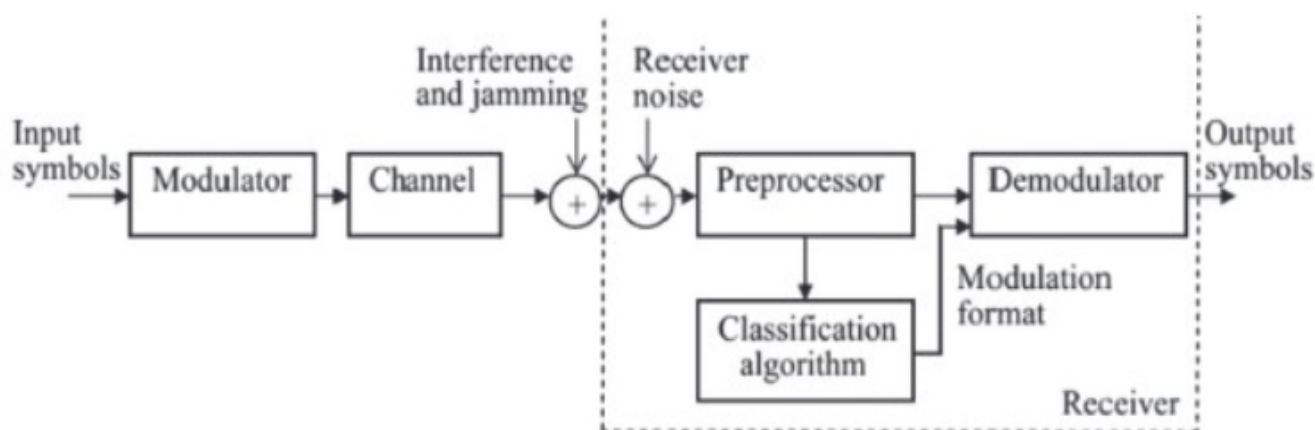 Interference
and jamming
Receiver
noise
Input
symbols
Modulator
Channel
+
+
Preprocessor
Demodulator
Output
symbols
Classification
algorithm
Modulation
format
Receiver